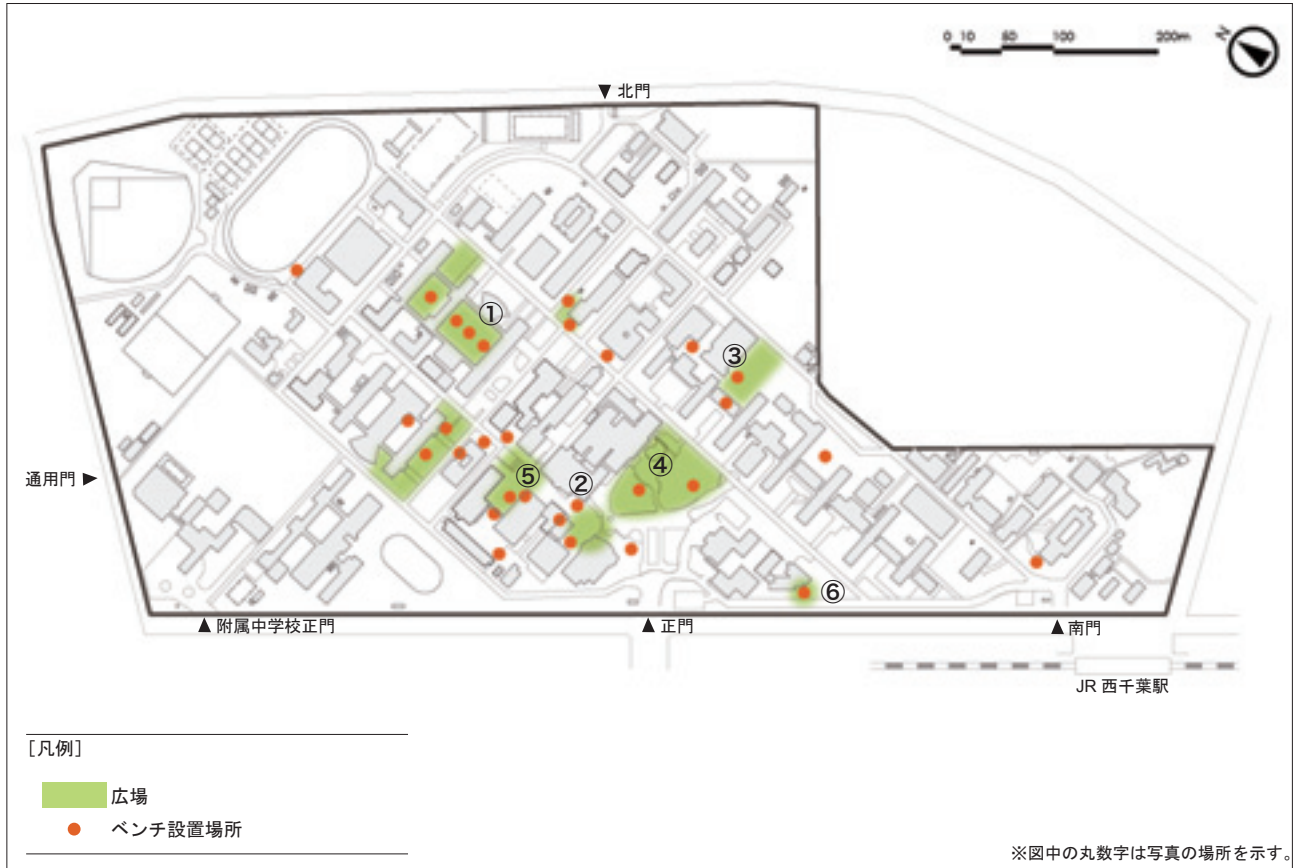 0 10 50 100 200m N
▼ 北門
①
③
④
⑤
②
⑥
通用門 ▶
▲ 附属中学校正門
▲ 正門
▲ 南門
JR 西千葉駅
[凡例]
広場
ベンチ設置場所
※図中の丸数字は写真の場所を示す。